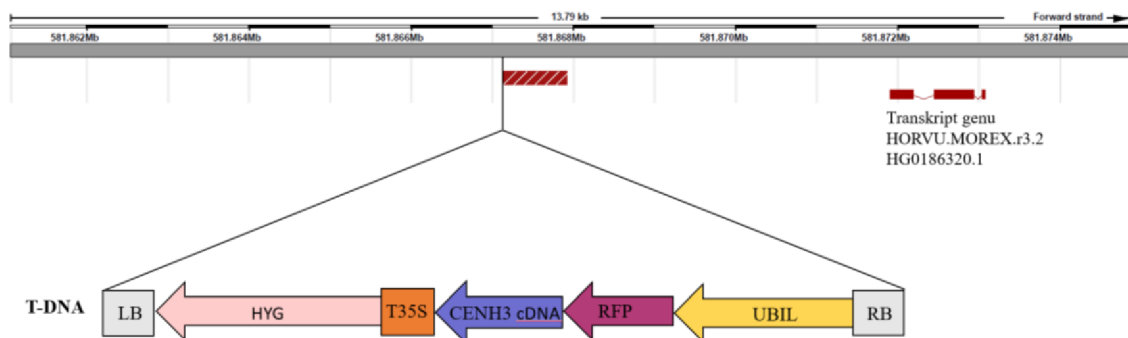 13.79 kb Forward strand
581.862Mb 581.864Mb 581.866Mb 581.868Mb 581.870Mb 581.872Mb 581.874Mb
Transkript genu
HORVU.MOREX.r3.2
HG0186320.1
T-DNA LB HYG T35S CENH3 cDNA RFP UBIL RB